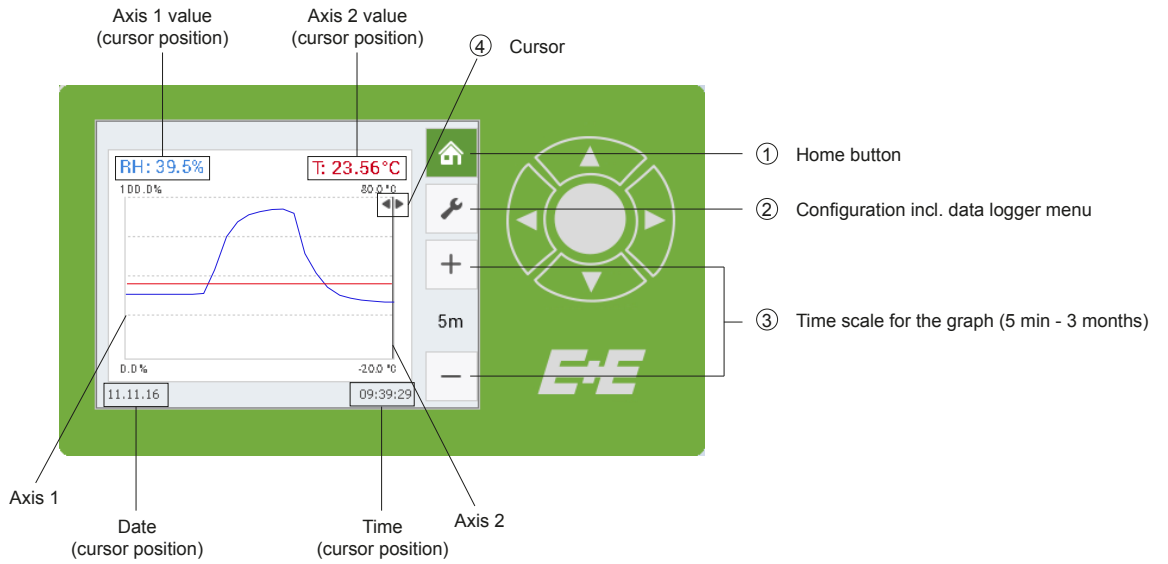 Axis 1 value
(cursor position)
Axis 2 value
(cursor position)
④ Cursor
RH: 39.5%
T: 23.56°C
100.0%
80.0°C
① Home button
② Configuration incl. data logger menu
5m
③ Time scale for the graph (5 min - 3 months)
0.0%
-20.0 °C
E+E
11.11.16
09:39:29
Axis 1
Date
(cursor position)
Time
(cursor position)
Axis 2